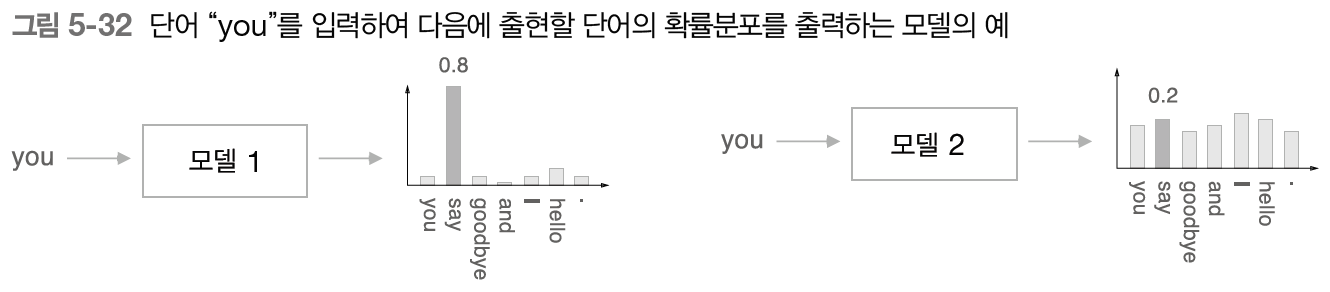 그림 5-32 단어 “you”를 입력하여 다음에 출현할 단어의 확률분포를 출력하는 모델의 예
you
모델 1
0.8
you
say
goodbye
and
I
hello
.
you
모델 2
0.2
you
say
goodbye
and
I
hello
.